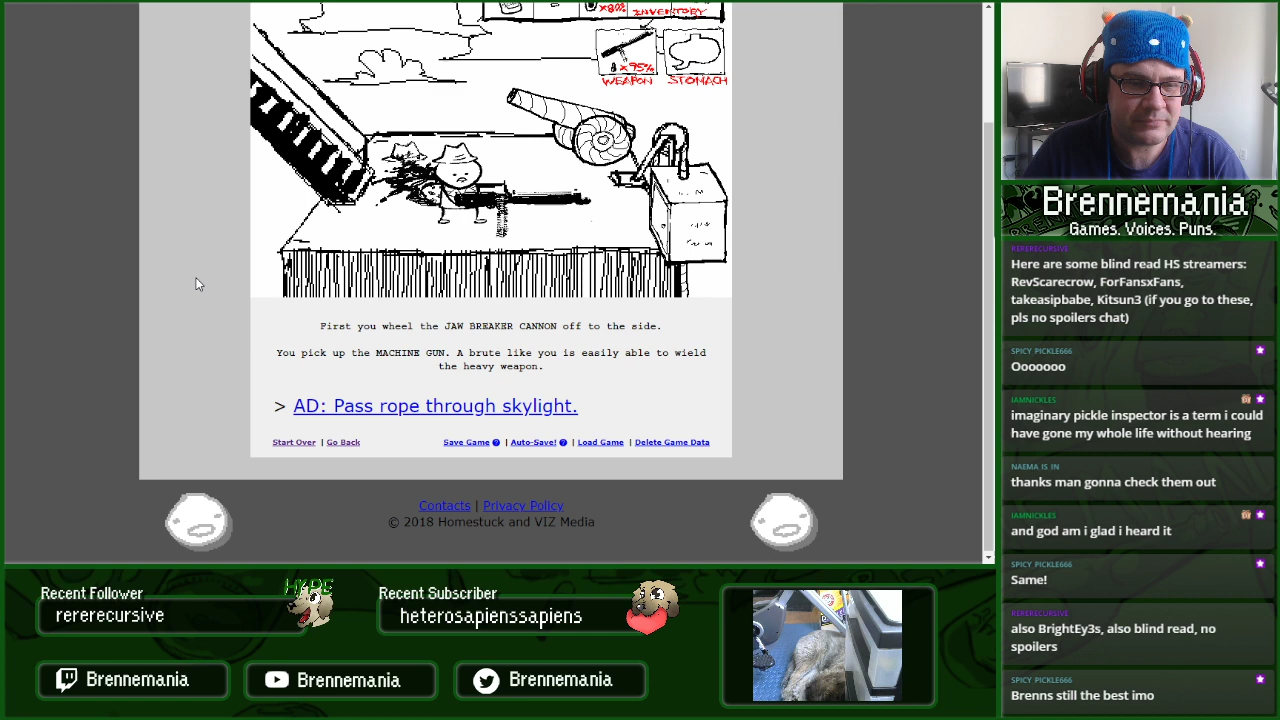 x80%
INVENTORY
x95%
WEAPON
STOMACH
First you wheel the JAW BREAKER CANNON off to the side.
You pick up the MACHINE GUN. A brute like you is easily able to wield
the heavy weapon.
> AD: Pass rope through skylight.
Start Over | Go Back
Save Game ? | Auto-Save! ? | Load Game | Delete Game Data
Contacts | Privacy Policy
© 2018 Homestuck and VIZ Media
Brennemania
Games. Voices. Puns.
RERERECURSIVE
Here are some blind read HS streamers:
RevScarecrow, ForFansxFans,
takeasipbabe, Kitsun3 (if you go to these,
pls no spoilers chat)
SPICY PICKLE666
Ooooooo
IAMNICKLES
imaginary pickle inspector is a term i could
have gone my whole life without hearing
NAEMA IS IN
thanks man gonna check them out
IAMNICKLES
and god am i glad i heard it
SPICY PICKLE666
Same!
RERERECURSIVE
also BrightEy3s, also blind read, no
spoilers
SPICY PICKLE666
Brenns still the best imo
Recent Follower
HYPE
rererecursive
Recent Subscriber
heterosapienssapiens
Brennemania
Brennemania
Brennemania